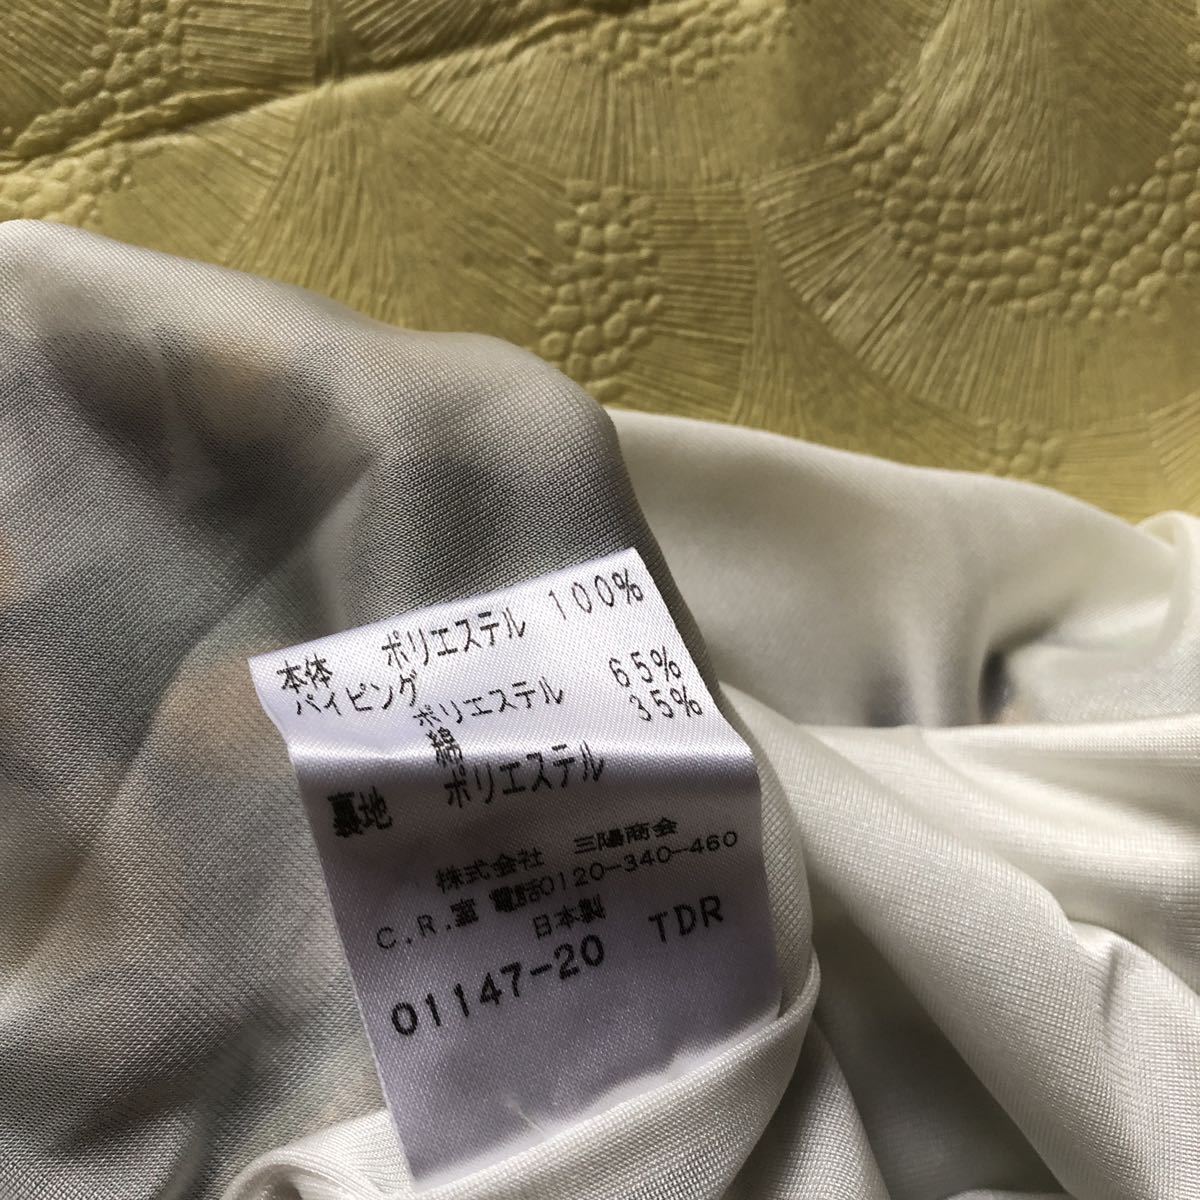 本体 ポリエステル 100%
パイピング
ポリエステル 65%
綿 35%
裏地 ポリエステル
株式会社 三陽商会
C.R.室 電話0120-340-460
日本製
01147-20 TDR